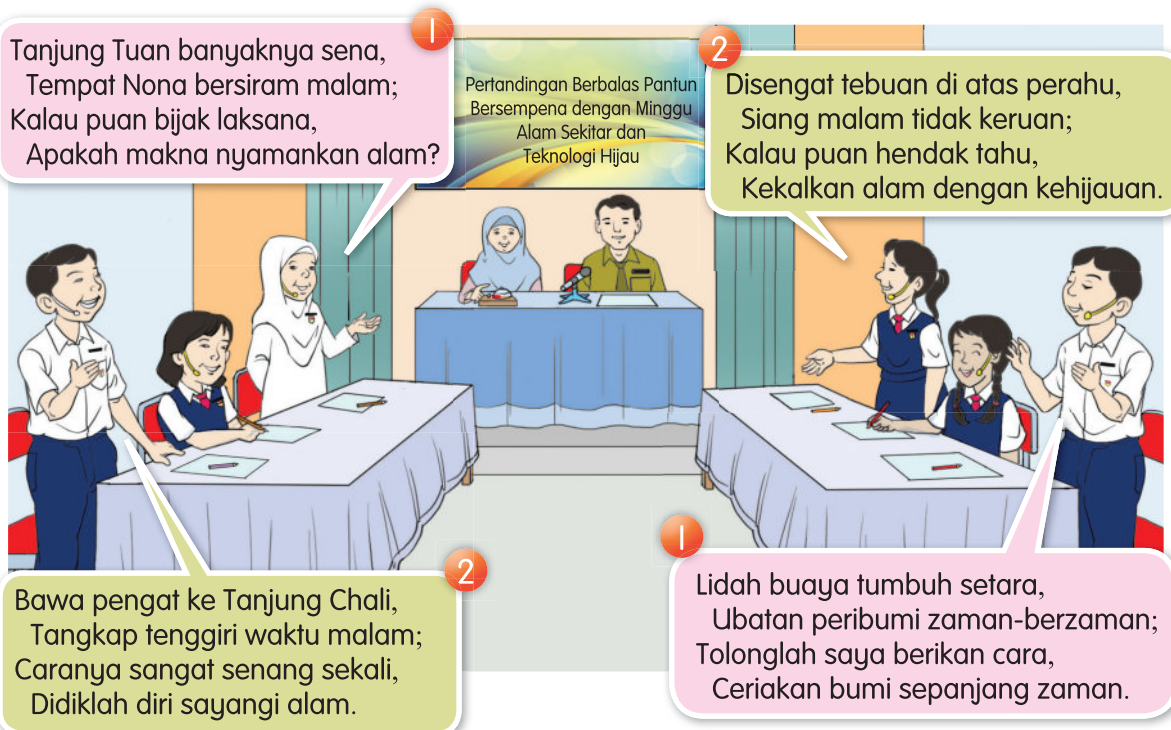 1
Tanjung Tuan banyaknya sena,
Tempat Nona bersiram malam;
Kalau puan bijak laksana,
Apakah makna nyamankan alam?
Pertandingan Berbalas Pantun
Bersempena dengan Minggu
Alam Sekitar dan
Teknologi Hijau
2
Disengat tebuan di atas perahu,
Siang malam tidak keruan;
Kalau puan hendak tahu,
Kekalkan alam dengan kehijauan.
1
Lidah buaya tumbuh setara,
Ubatan peribumi zaman-berzaman;
Tolonglah saya berikan cara,
Ceriakan bumi sepanjang zaman.
2
Bawa pengat ke Tanjung Chali,
Tangkap tenggiri waktu malam;
Caranya sangat senang sekali,
Didiklah diri sayangi alam.